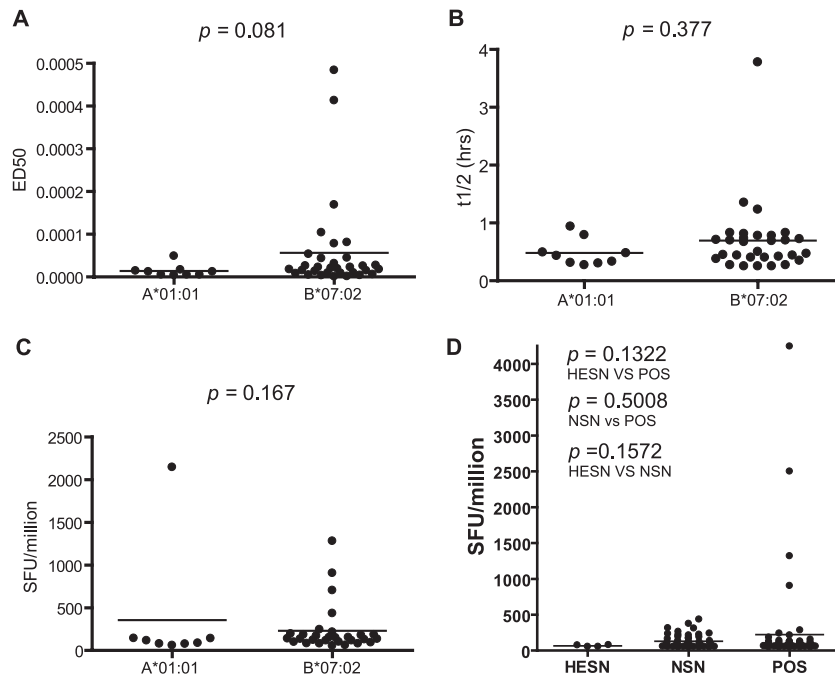 A
p = 0.081
0.0005
0.0004
0.0003
0.0002
0.0001
0.0000
ED50
A*01:01
B*07:02
B
p = 0.377
4
3
2
1
0
t1/2 (hrs)
A*01:01
B*07:02
C
p = 0.167
2500
2000
1500
1000
500
0
SFU/million
A*01:01
B*07:02
D
p = 0.1322
HESN VS POS
p = 0.5008
NSN vs POS
p =0.1572
HESN VS NSN
4000
3500
3000
2500
2000
1500
1000
500
0
SFU/million
HESN
NSN
POS